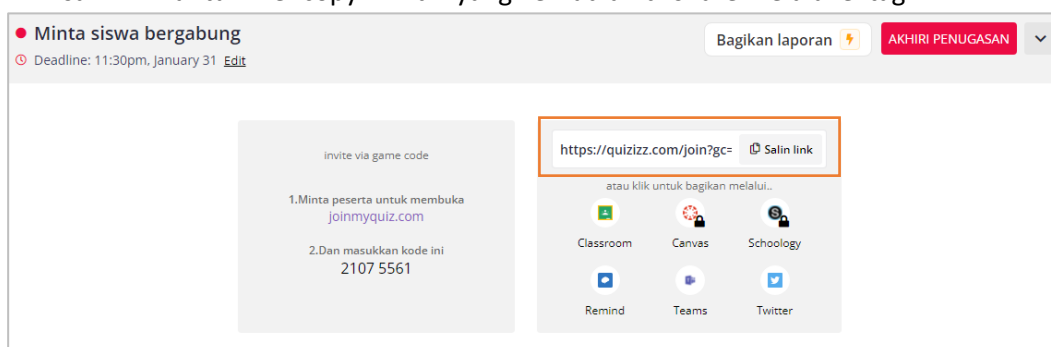 Minta siswa bergabung
Deadline: 11:30pm, January 31 Edit
Bagikan laporan
AKHIRI PENUGASAN
invite via game code
1.Minta peserta untuk membuka
joinmyquiz.com
2.Dan masukkan kode ini
2107 5561
https://quizizz.com/join?gc= Salin link
atau klik untuk bagikan melalui..
Classroom Canvas Schoology
Remind Teams Twitter